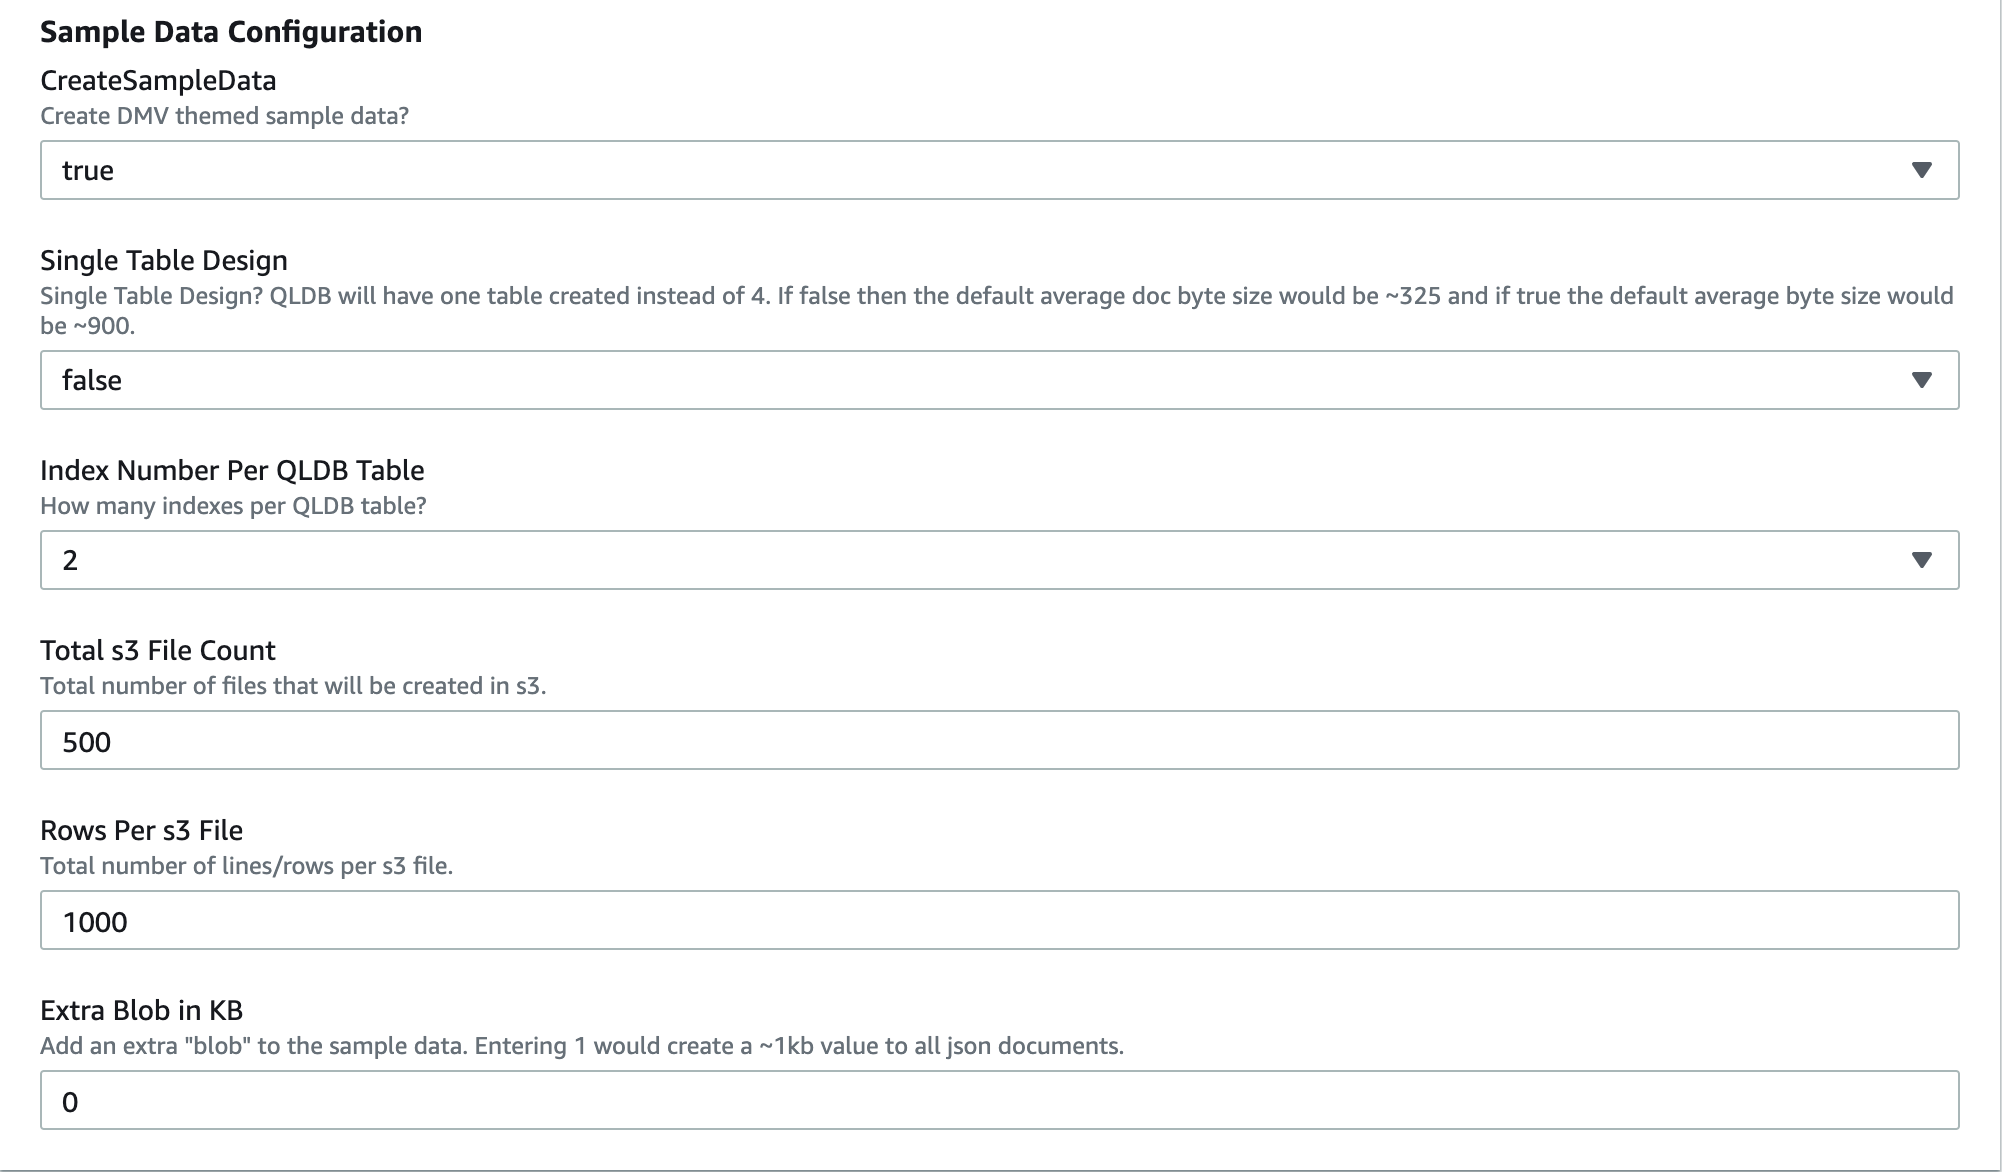 Sample Data Configuration
CreateSampleData
Create DMV themed sample data?
true
Single Table Design
Single Table Design? QLDB will have one table created instead of 4. If false then the default average doc byte size would be ~325 and if true the default average byte size would
be ~900.
false
Index Number Per QLDB Table
How many indexes per QLDB table?
2
Total s3 File Count
Total number of files that will be created in s3.
500
Rows Per s3 File
Total number of lines/rows per s3 file.
1000
Extra Blob in KB
Add an extra "blob" to the sample data. Entering 1 would create a ~1kb value to all json documents.
0